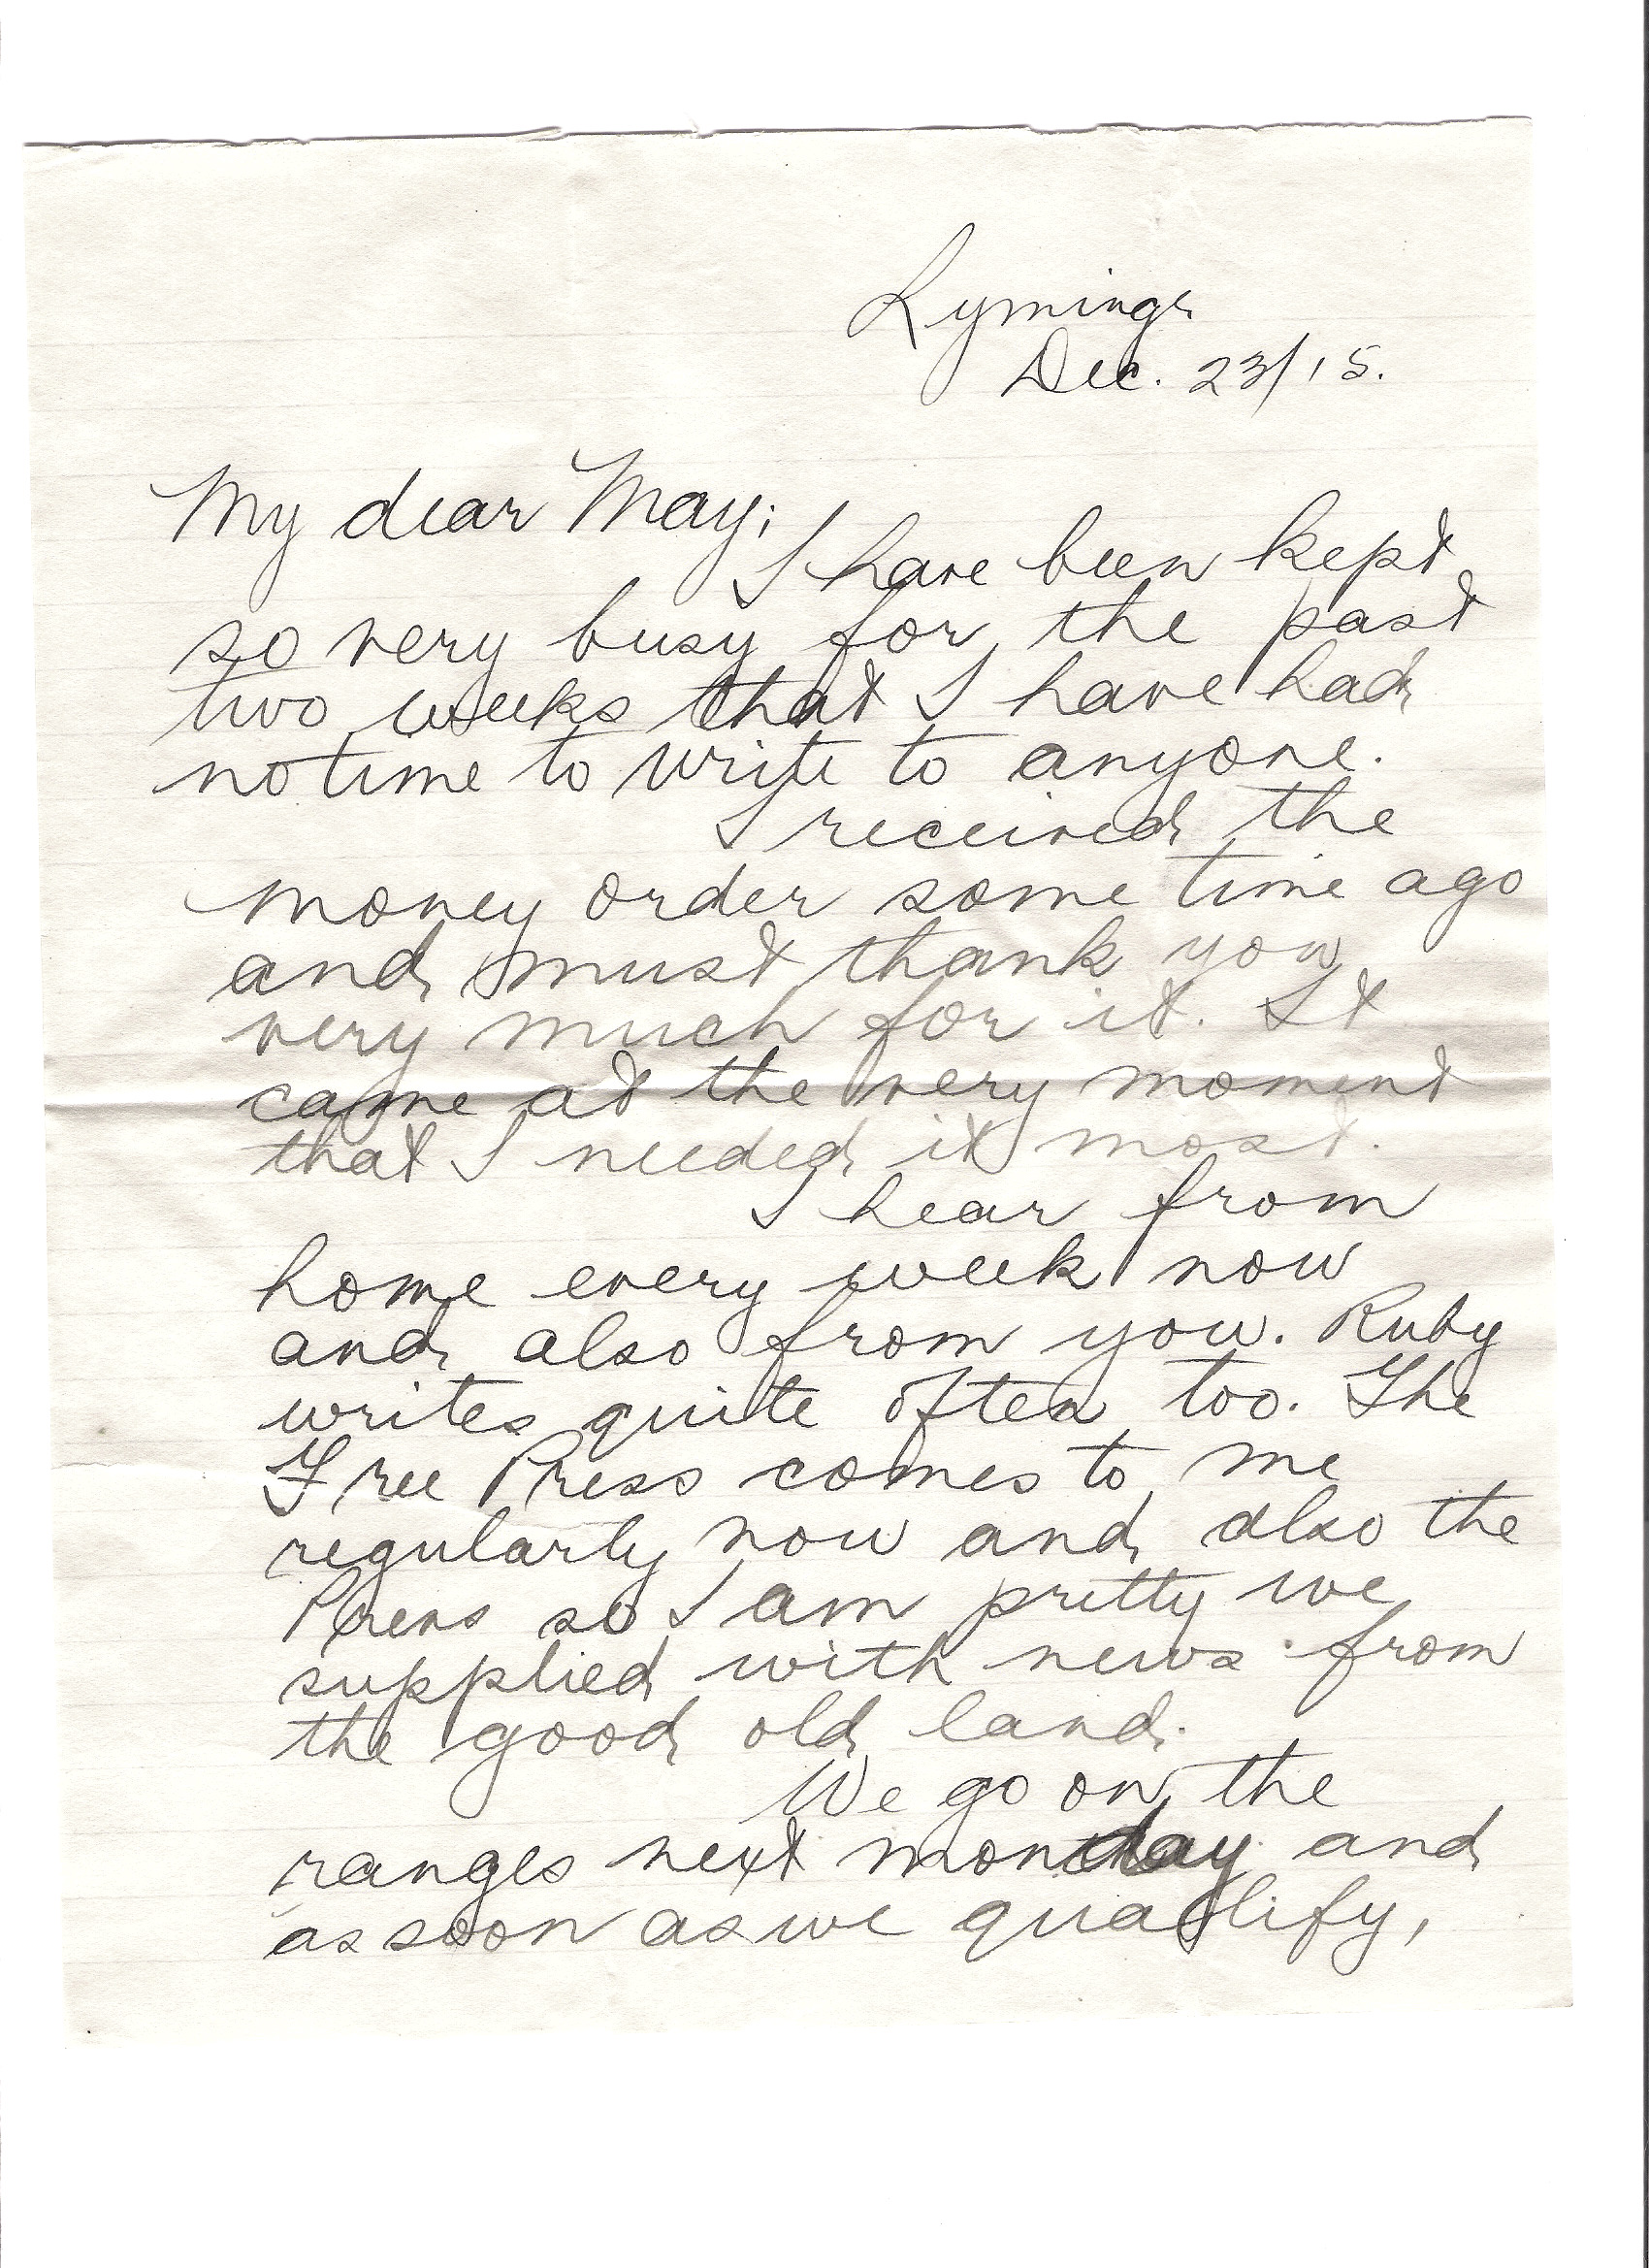 Lyminge
Dec. 23/15.
My dear May;
I have been kept
so very busy for the past
two weeks that I have had
no time to write to anyone.
I received the
money order some time ago
and must thank you
very much for it. It
came at the very moment
that I needed it most.
I hear from
home every week now
and also from you. Ruby
writes quite often too. The
Free Press comes to me
regularly now and also the
so I am pretty we
supplied with news from
the good old land.
We go on the
ranges next monday and
as soon as we qualify,